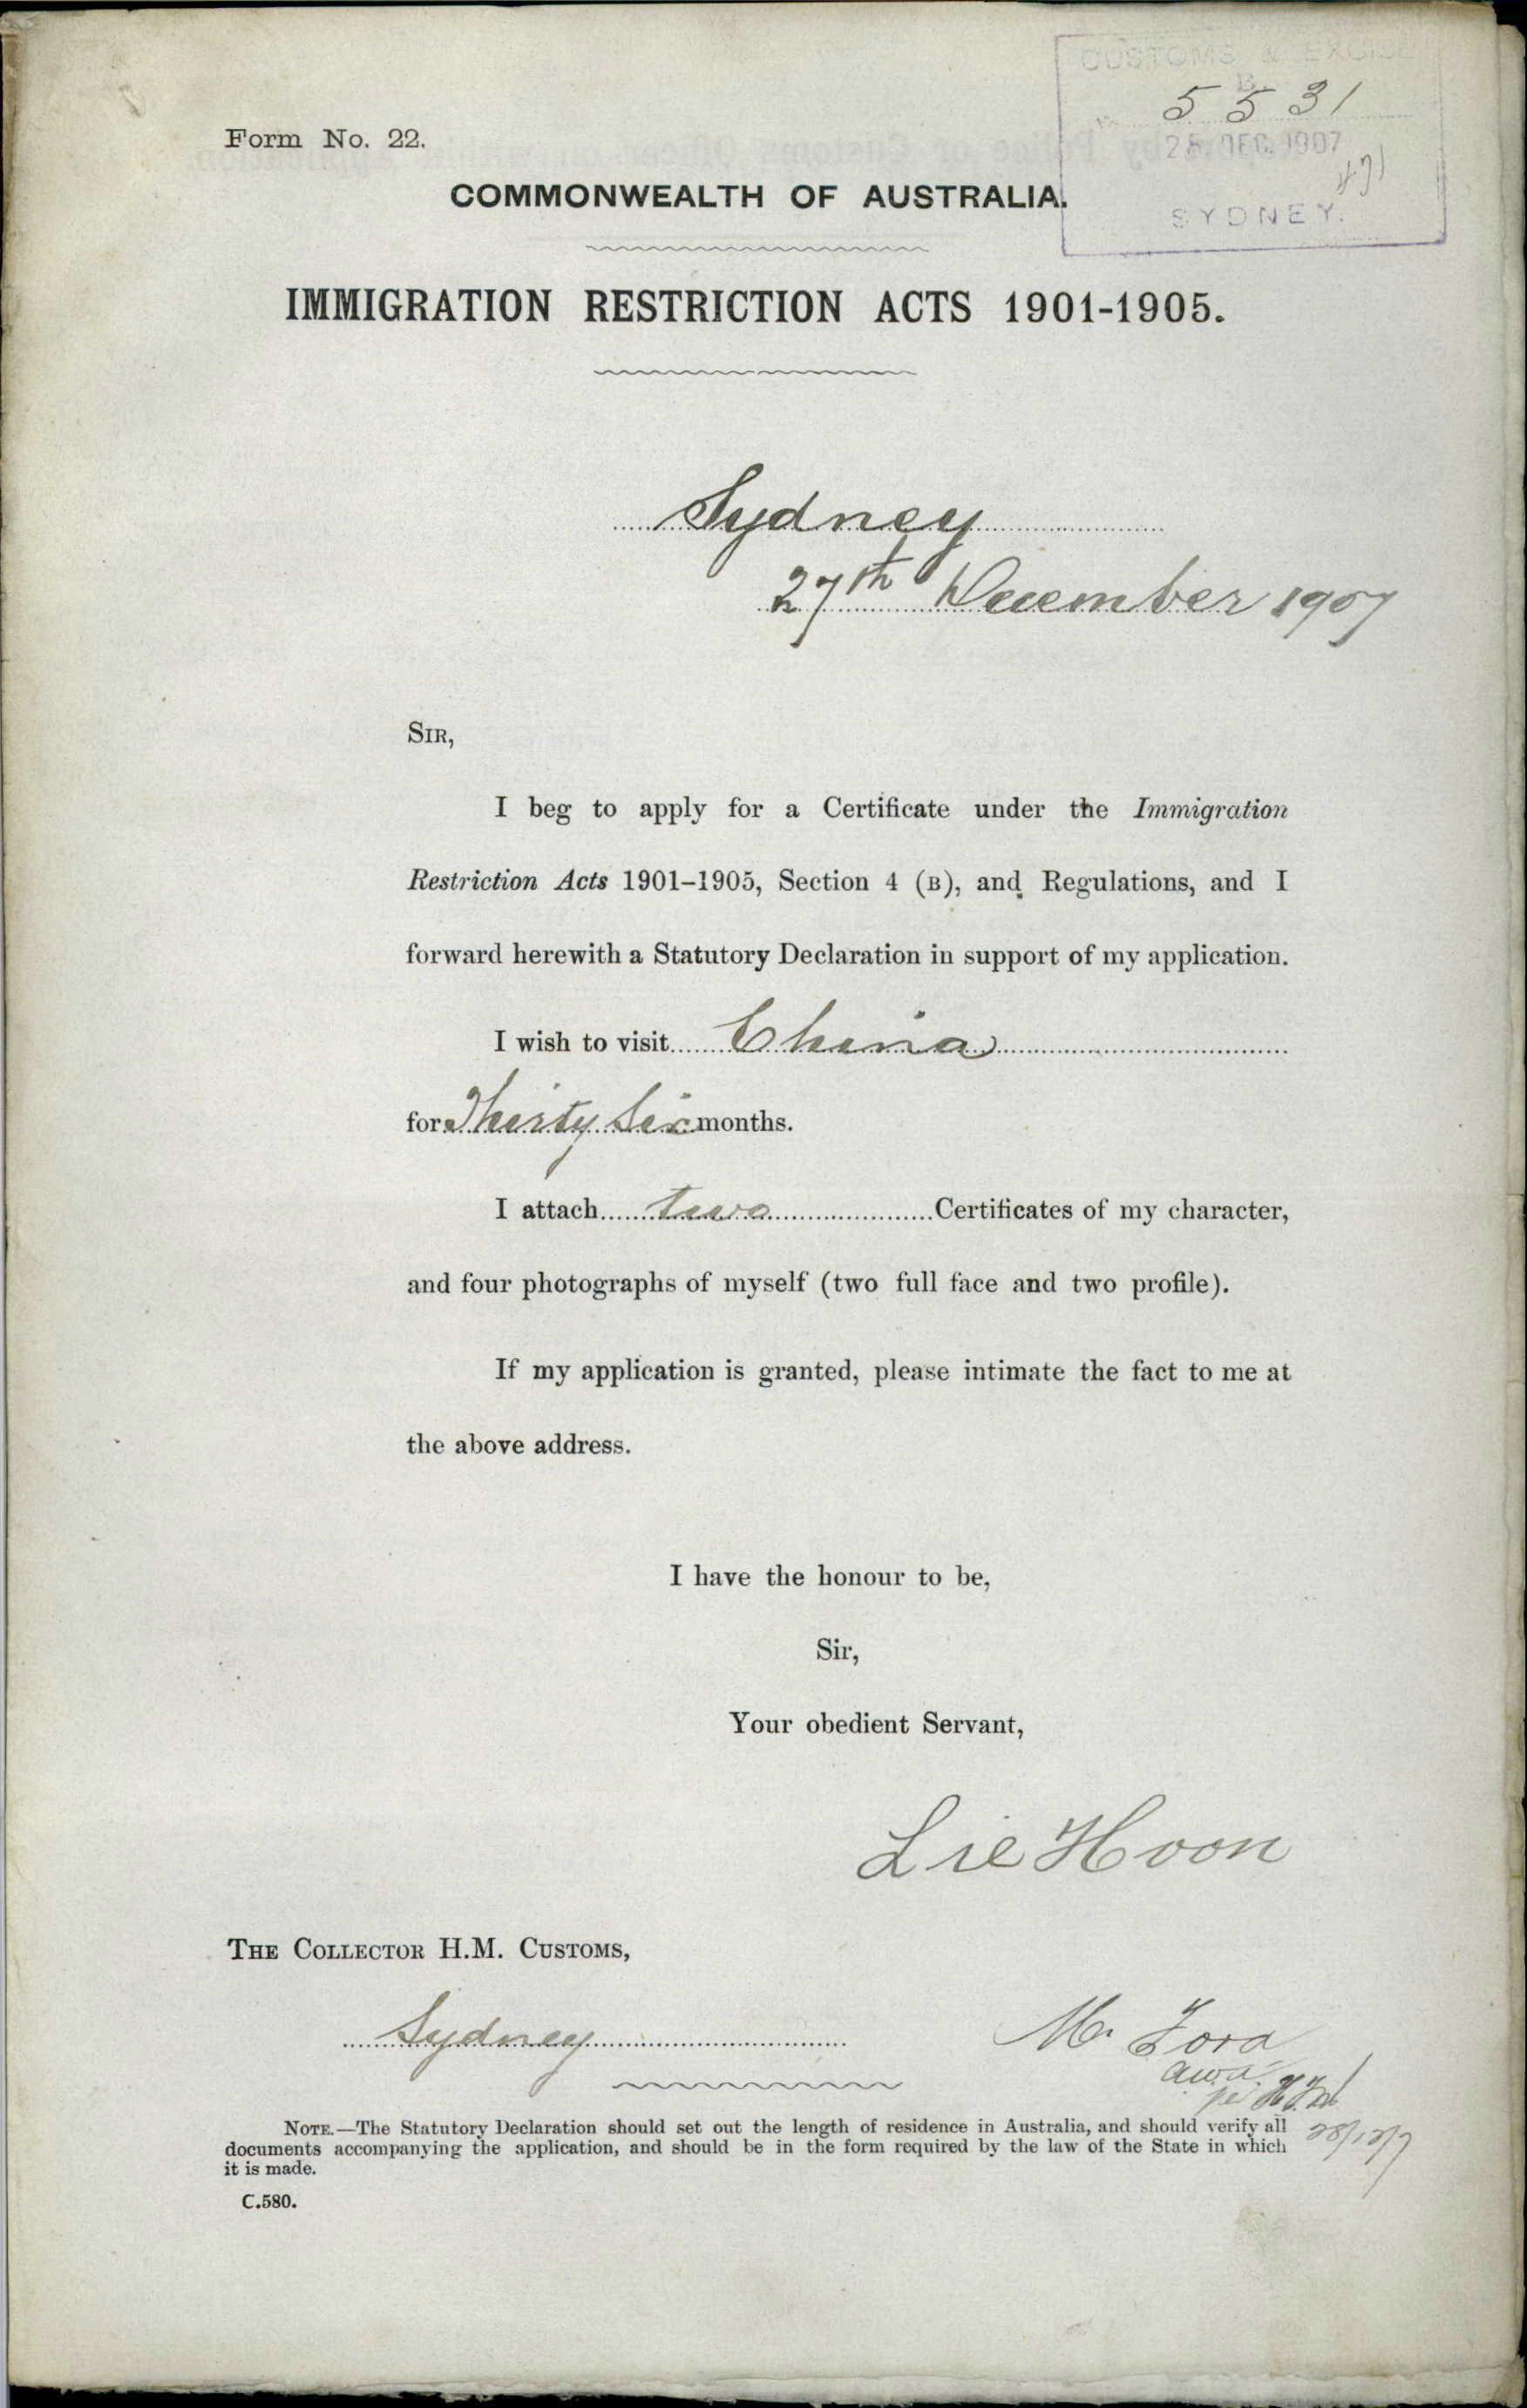 CUSTOMS & EXCISE
B
5531
28 DEC. 1907
SYDNEY.
Form No. 22.
COMMONWEALTH OF AUSTRALIA.
IMMIGRATION RESTRICTION ACTS 1901-1905.
Sydney
27th December 1907
SIR,
I beg to apply for a Certificate under the Immigration
Restriction Acts 1901-1905, Section 4 (B), and Regulations, and I
forward herewith a Statutory Declaration in support of my application.
I wish to visit China
for Thirty Six months.
I attach two Certificates of my character,
and four photographs of myself (two full face and two profile).
If my application is granted, please intimate the fact to me at
the above address.
I have the honour to be,
Sir,
Your obedient Servant,
Lie Hoon
THE COLLECTOR H.M. CUSTOMS,
Sydney
Mr.
28/12/7
NOTE.—The Statutory Declaration should set out the length of residence in Australia, and should verify all
documents accompanying the application, and should be in the form required by the law of the State in which
it is made.
C.580.